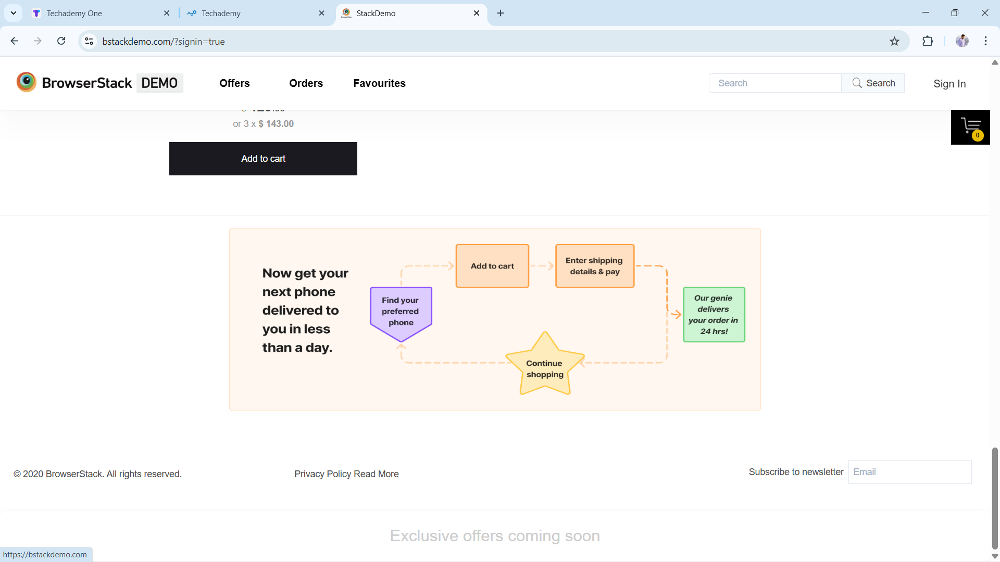 Techademy One
Techademy
StackDemo
bstackdemo.com/?signin=true
BrowserStack DEMO
Offers
Orders
Favourites
Search
Search
Sign In
or 3 x $ 143.00
0
Add to cart
Now get your
next phone
delivered to
you in less
than a day.
Find your
preferred
phone
Add to cart
Enter shipping
details & pay
Our genie
delivers
your order in
24 hrs!
Continue
shopping
© 2020 BrowserStack. All rights reserved.
Privacy Policy Read More
Subscribe to newsletter
Email
Exclusive offers coming soon
https://bstackdemo.com